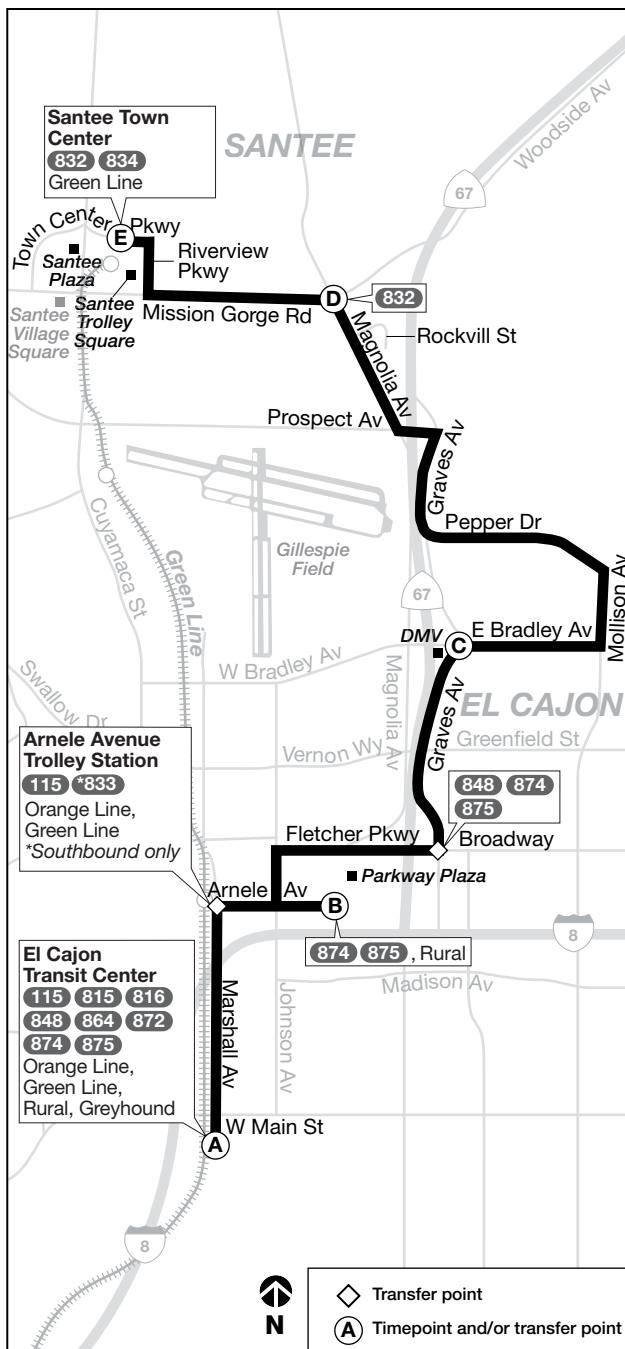 Santee Town
Center
832 834
Green Line
SANTEE
Woodside Av
67
Town Center
E
Pkwy
Riverview
Pkwy
Santee
Plaza
Santee
Trolley
Square
Santee
Village
Square
Mission Gorge Rd
D
832
Magnolia Av
Rockvill St
Prospect Av
Graves Av
Pepper Dr
Cuyamaca St
Green Line
Gillespie
Field
67
Mollison Av
DMV
C
E Bradley Av
W Bradley Av
Magnolia Av
Graves Av
EL CAJON
Swallow Dr
Vernon Wy
Greenfield St
Arnele Avenue
Trolley Station
115 *833
Orange Line,
Green Line
*Southbound only
848 874
875
Fletcher Pkwy
Broadway
Parkway Plaza
Arnele Av
B
874 875 , Rural
8
El Cajon
Transit Center
115 815 816
848 864 872
874 875
Orange Line,
Green Line,
Rural, Greyhound
Marshall Av
Johnson Av
Madison Av
W Main St
A
8
N
Transfer point
A Timepoint and/or transfer point